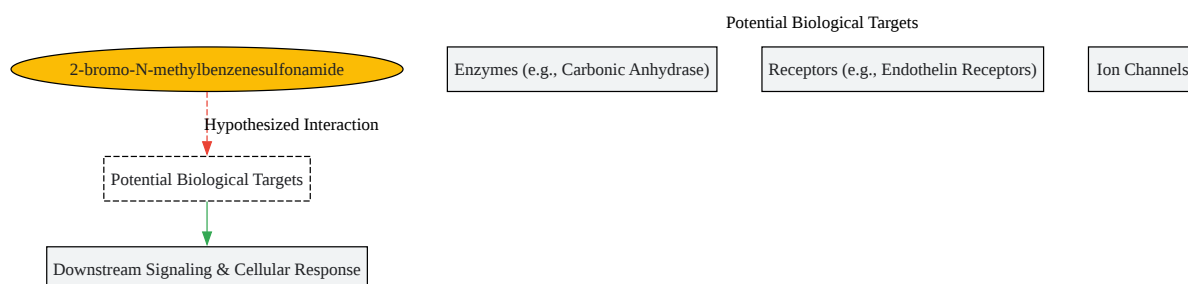 Potential Biological Targets
2-bromo-N-methylbenzenesulfonamide
Enzymes (e.g., Carbonic Anhydrase)
Receptors (e.g., Endothelin Receptors)
Ion Channels
Hypothesized Interaction
Potential Biological Targets
Downstream Signaling & Cellular Response